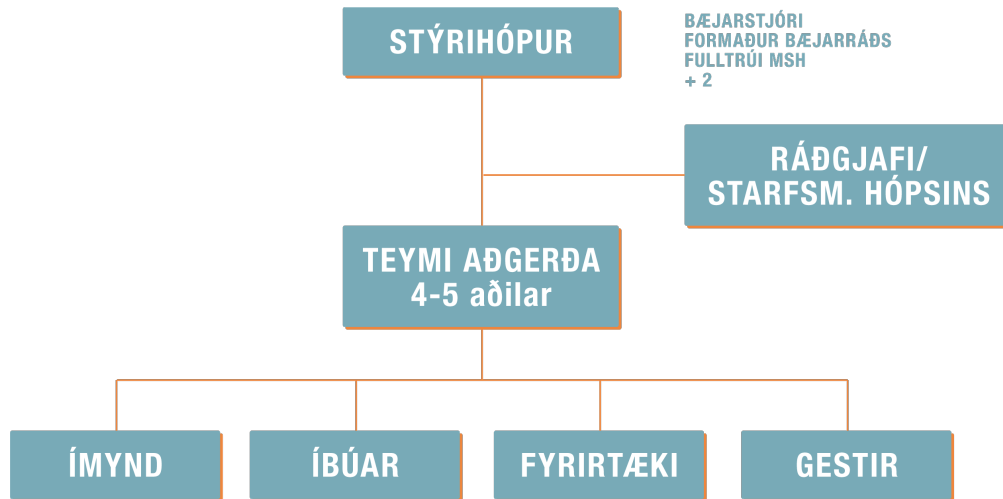 STÝRIHÓPUR
BÆJARSTJÓRI
FORMAÐUR BÆJARRÁÐS
FULLTRÚI MSH
+ 2
RÁÐGJAFI/
STARFSM. HÓPSINS
TEYMI AÐGERÐA
4-5 aðilar
ÍMYND
ÍBÚAR
FYRIRTÆKI
GESTIR